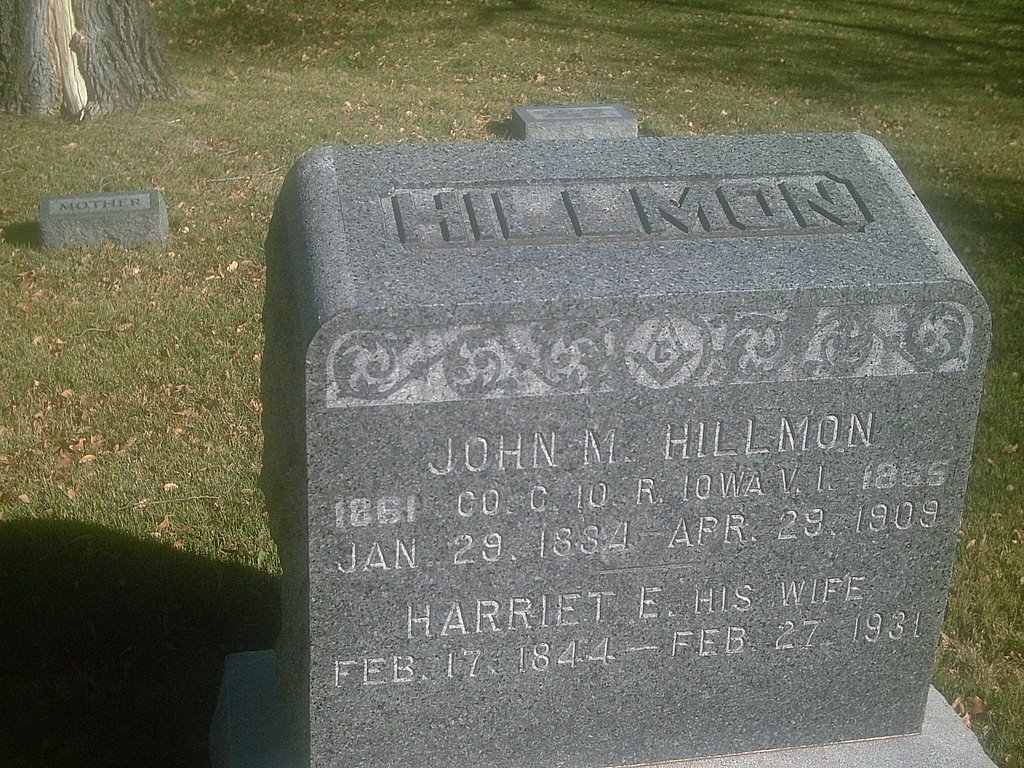 MOTHER
HILLMON
G
JOHN M. HILLMON
1861 CO. C. 10. R. IOWA V. I. 1865
JAN. 29. 1834 — APR. 29. 1909
HARRIET E. HIS WIFE
FEB. 17. 1844 — FEB. 27. 1931